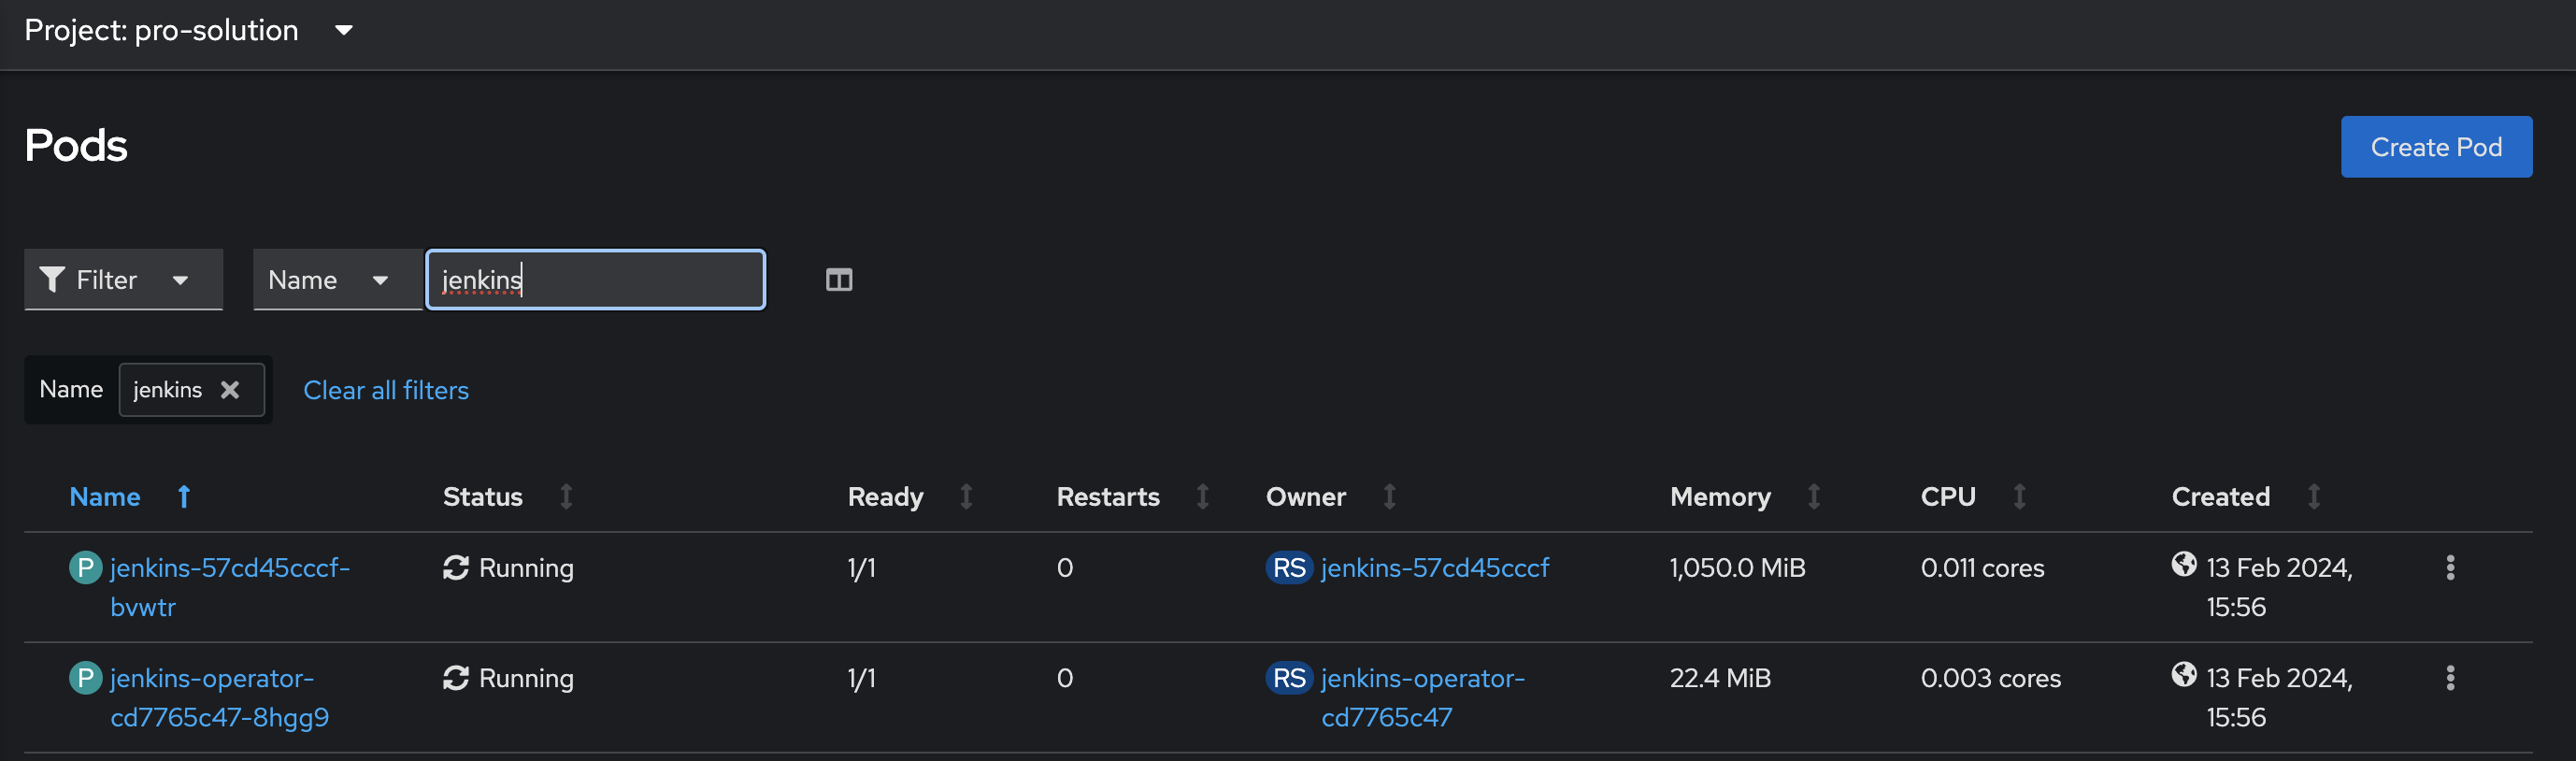 Project: pro-solution
Pods
Create Pod
Filter Name jenkins
Name jenkins Clear all filters
Name Status Ready Restarts Owner Memory CPU Created
P jenkins-57cd45cccf- Running 1/1 0 RS jenkins-57cd45cccf 1,050.0 MiB 0.011 cores 13 Feb 2024,
bvwtr 15:56
P jenkins-operator- Running 1/1 0 RS jenkins-operator- 22.4 MiB 0.003 cores 13 Feb 2024,
cd7765c47-8hgg9 cd7765c47 15:56